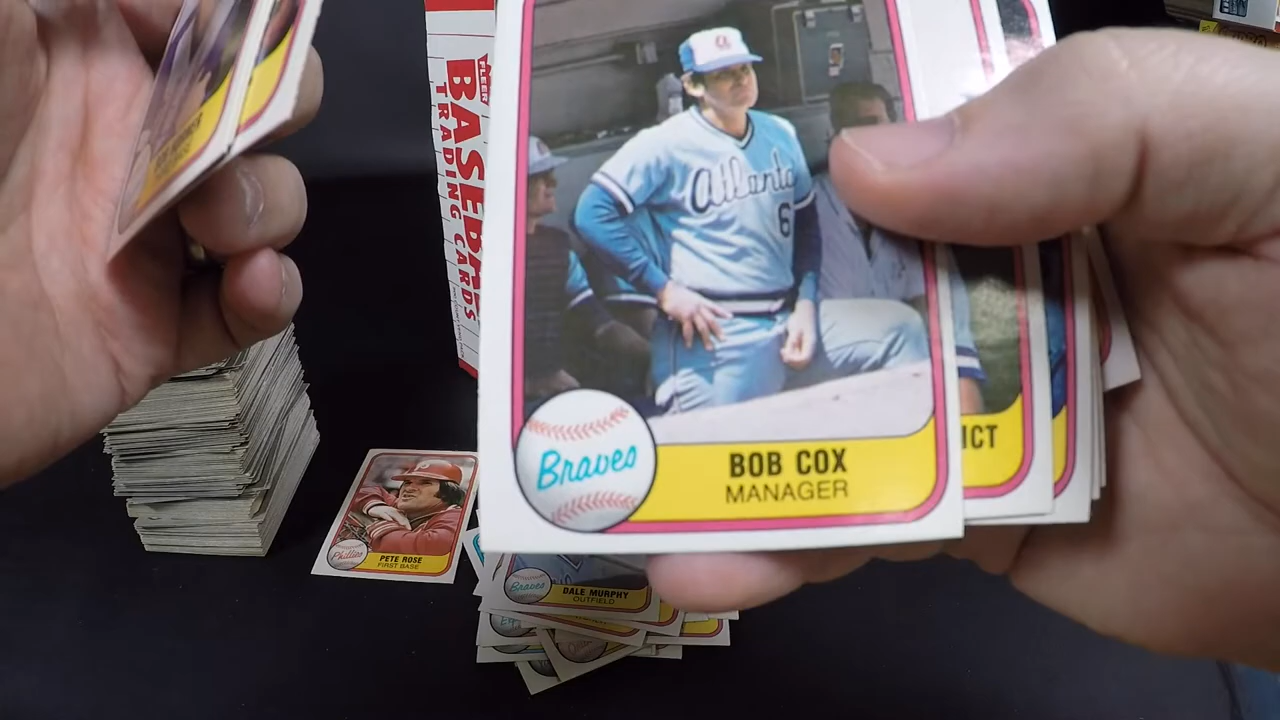 FLEER
BASEBA
TRADING CARDS
Atlanta
6
Braves
BOB COX
MANAGER
ICT
Phillies
PETE ROSE
FIRST BASE
Braves
DALE MURPHY
OUTFIELD